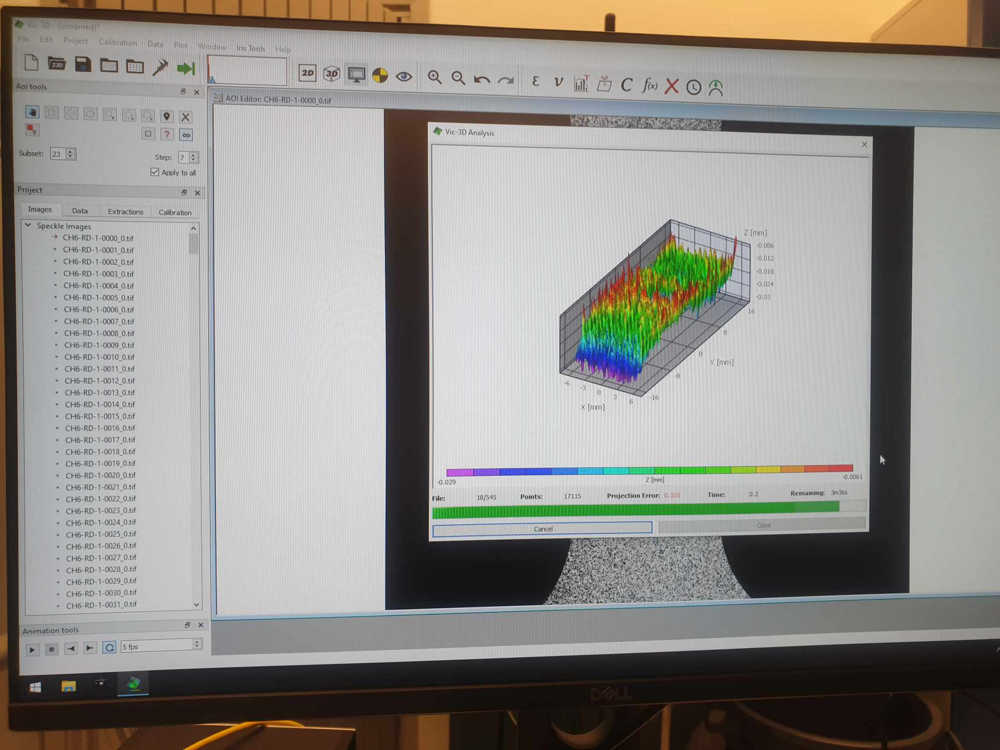 Vic-3D - (unnamed)*
File Edit Project Calibration Data Plot Window Iris Tools Help
Z3D 2D 3D ε ν T C f(x)
Aoi tools
AOI Editor: CH6-RD-1-0000_0.tif
?
Subset: 23 Step: 7
Apply to all
Project
Images Data Extractions Calibration
Speckle Images
CH6-RD-1-0000_0.tif
CH6-RD-1-0001_0.tif
CH6-RD-1-0002_0.tif
CH6-RD-1-0003_0.tif
CH6-RD-1-0004_0.tif
CH6-RD-1-0005_0.tif
CH6-RD-1-0006_0.tif
CH6-RD-1-0007_0.tif
CH6-RD-1-0008_0.tif
CH6-RD-1-0009_0.tif
CH6-RD-1-0010_0.tif
CH6-RD-1-0011_0.tif
CH6-RD-1-0012_0.tif
CH6-RD-1-0013_0.tif
CH6-RD-1-0014_0.tif
CH6-RD-1-0015_0.tif
CH6-RD-1-0016_0.tif
CH6-RD-1-0017_0.tif
CH6-RD-1-0018_0.tif
CH6-RD-1-0019_0.tif
CH6-RD-1-0020_0.tif
CH6-RD-1-0021_0.tif
CH6-RD-1-0022_0.tif
CH6-RD-1-0023_0.tif
CH6-RD-1-0024_0.tif
CH6-RD-1-0025_0.tif
CH6-RD-1-0026_0.tif
CH6-RD-1-0027_0.tif
CH6-RD-1-0028_0.tif
CH6-RD-1-0029_0.tif
CH6-RD-1-0030_0.tif
CH6-RD-1-0031_0.tif
Animation tools
5 fps
Vic-3D Analysis
Z [mm]
-0.006
-0.012
-0.018
-0.024
-0.03
16
8
0
Y [mm]
-8
-16
-6 -3 0 3 6
X [mm]
-0.029 Z [mm] -0.0061
File: 18/545 Points: 17115 Projection Error: 0.105 Time: 0.2 Remaining: 3m36s
Cancel Close
DELL